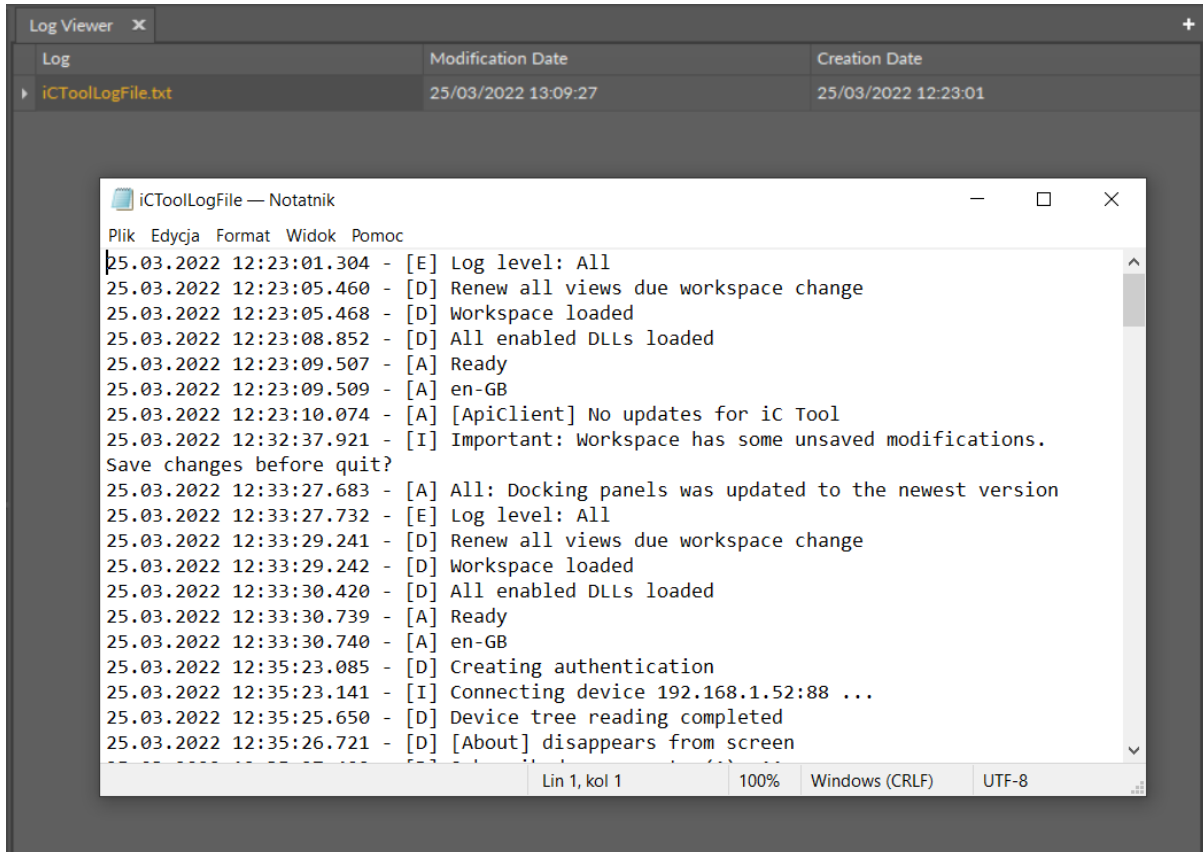 Log Viewer
Log Modification Date Creation Date
iCToolLogFile.txt 25/03/2022 13:09:27 25/03/2022 12:23:01
iCToolLogFile — Notatnik
Plik Edycja Format Widok Pomoc
25.03.2022 12:23:01.304 - [E] Log level: All
25.03.2022 12:23:05.460 - [D] Renew all views due workspace change
25.03.2022 12:23:05.468 - [D] Workspace loaded
25.03.2022 12:23:08.852 - [D] All enabled DLLs loaded
25.03.2022 12:23:09.507 - [A] Ready
25.03.2022 12:23:09.509 - [A] en-GB
25.03.2022 12:23:10.074 - [A] [ApiClient] No updates for iC Tool
25.03.2022 12:32:37.921 - [I] Important: Workspace has some unsaved modifications.
Save changes before quit?
25.03.2022 12:33:27.683 - [A] All: Docking panels was updated to the newest version
25.03.2022 12:33:27.732 - [E] Log level: All
25.03.2022 12:33:29.241 - [D] Renew all views due workspace change
25.03.2022 12:33:29.242 - [D] Workspace loaded
25.03.2022 12:33:30.420 - [D] All enabled DLLs loaded
25.03.2022 12:33:30.739 - [A] Ready
25.03.2022 12:33:30.740 - [A] en-GB
25.03.2022 12:35:23.085 - [D] Creating authentication
25.03.2022 12:35:23.141 - [I] Connecting device 192.168.1.52:88 ...
25.03.2022 12:35:25.650 - [D] Device tree reading completed
25.03.2022 12:35:26.721 - [D] [About] disappears from screen
Lin 1, kol 1 100% Windows (CRLF) UTF-8